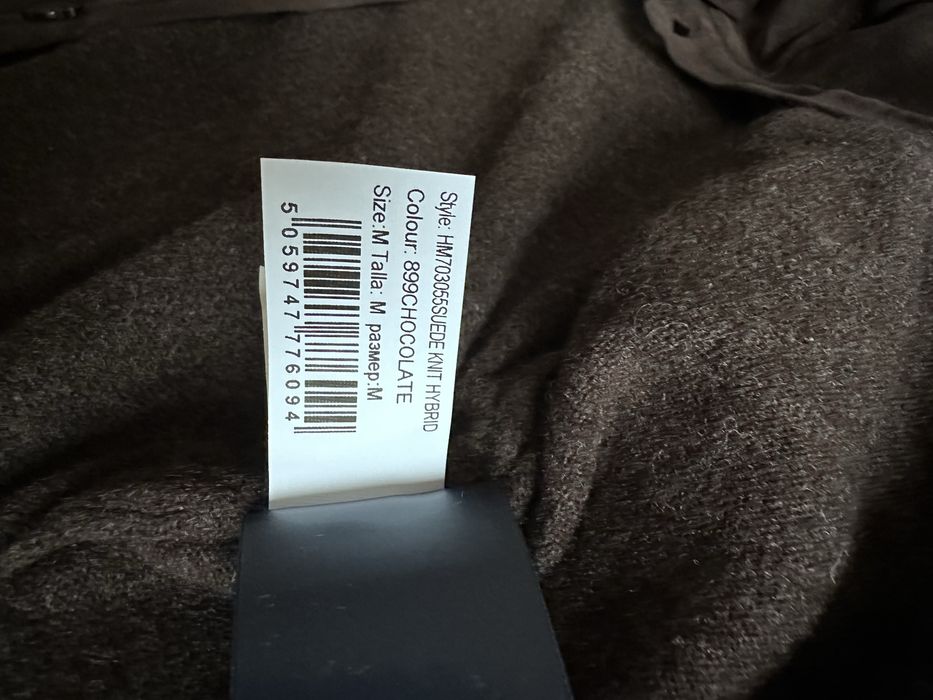 Style: HM703055SUEDE KNIT HYBRID
Colour: 899CHOCOLATE
Size:M Talla: M размер:M
5 059747 776094